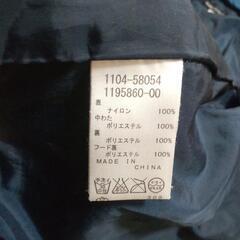 1104-58054
1195860-00
表
ナイロン 100%
中わた
ポリエステル 100%
裏
ポリエステル 100%
フード裏
ポリエステル 100%
MADE IN
CHINA